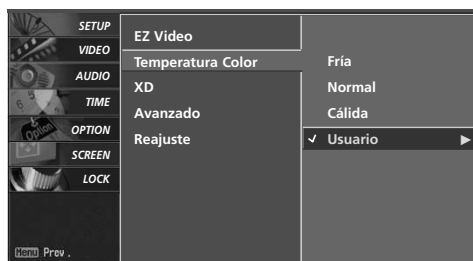 SETUP
VIDEO
AUDIO
TIME
OPTION
SCREEN
LOCK
Menu Prev.
EZ Video
Temperatura Color
XD
Avanzado
Reajuste
Fría
Normal
Cálida
✓ Usuario ►
Option